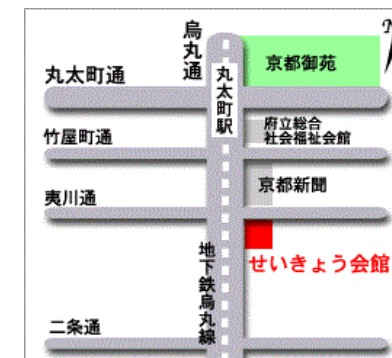 烏丸通
京都御苑
丸太町通
丸太町駅
府立総合
社会福祉会館
竹屋町通
京都新聞
夷川通
せいきょう会館
地下鉄烏丸線
二条通